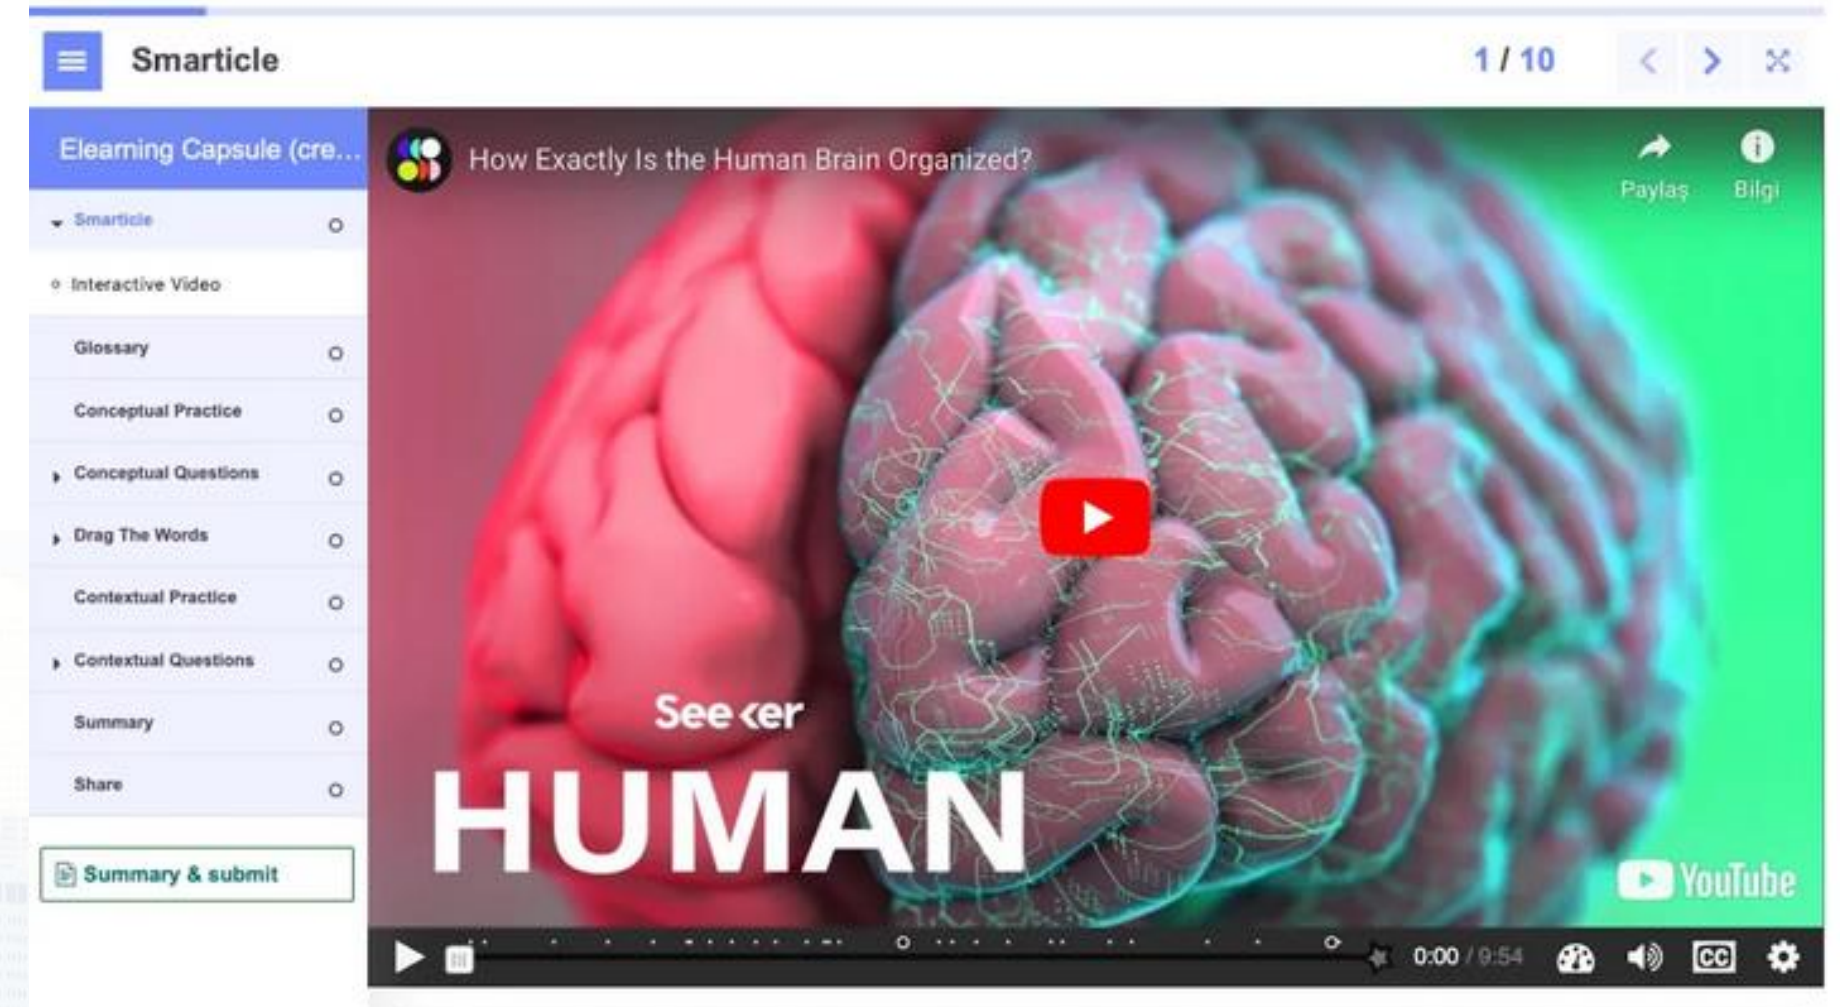 Smarticle
1 / 10
Elearning Capsule (cre...
Smarticle
Interactive Video
Glossary
Conceptual Practice
Conceptual Questions
Drag The Words
Contextual Practice
Contextual Questions
Summary
Share
Summary & submit
How Exactly Is the Human Brain Organized?
Paylaş
Bilgi
Seeker
HUMAN
YouTube
0:00 / 9:54
CC